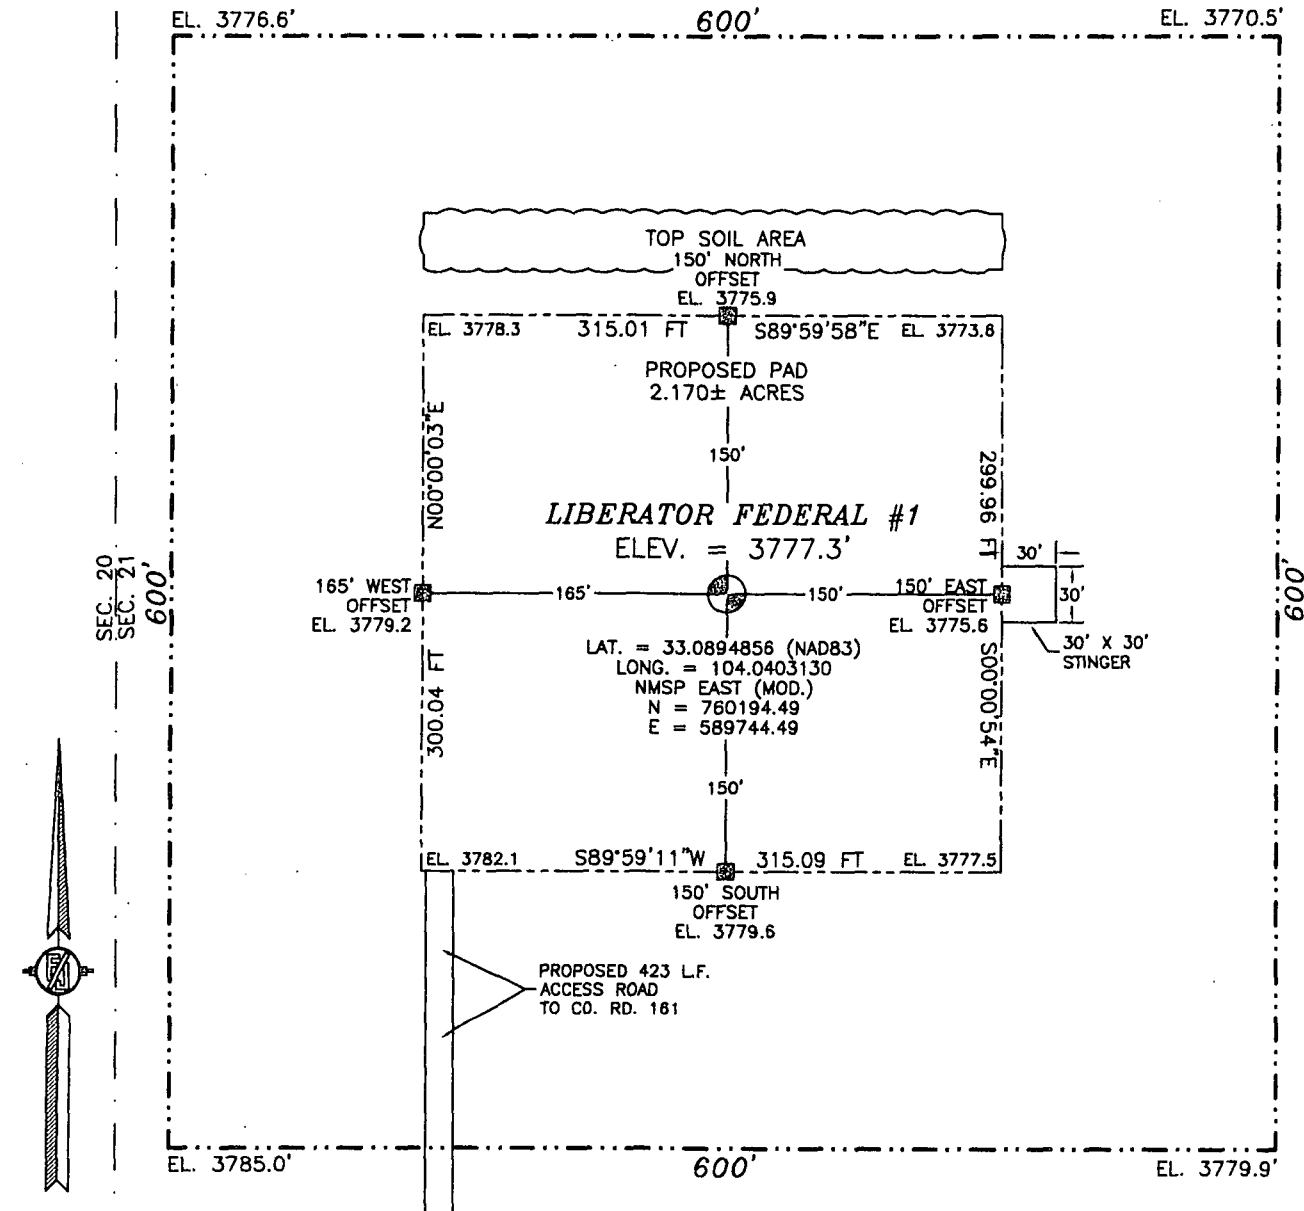 EL. 3776.6'
600'
EL. 3770.5'
TOP SOIL AREA
150' NORTH
OFFSET
EL. 3775.9
EL. 3778.3
315.01 FT
S89°59'58"E
EL. 3773.8
PROPOSED PAD
2.170± ACRES
N00°00'03"E
150'
299.96 FT
LIBERATOR FEDERAL #1
ELEV. = 3777.3'
30'
SEC. 20
SEC. 21
600'
165' WEST
OFFSET
EL. 3779.2
165'
150'
150' EAST
OFFSET
EL. 3775.6
30'
600'
30' X 30'
STINGER
LAT. = 33.0894856 (NAD83)
LONG. = 104.0403130
NMSP EAST (MOD.)
N = 760194.49
E = 589744.49
300.04 FT
S00°00'54"E
150'
EL. 3782.1
S89°59'11"W
315.09 FT
EL. 3777.5
150' SOUTH
OFFSET
EL. 3779.6
PROPOSED 423 L.F.
ACCESS ROAD
TO CO. RD. 161
EL. 3785.0'
600'
EL. 3779.9'